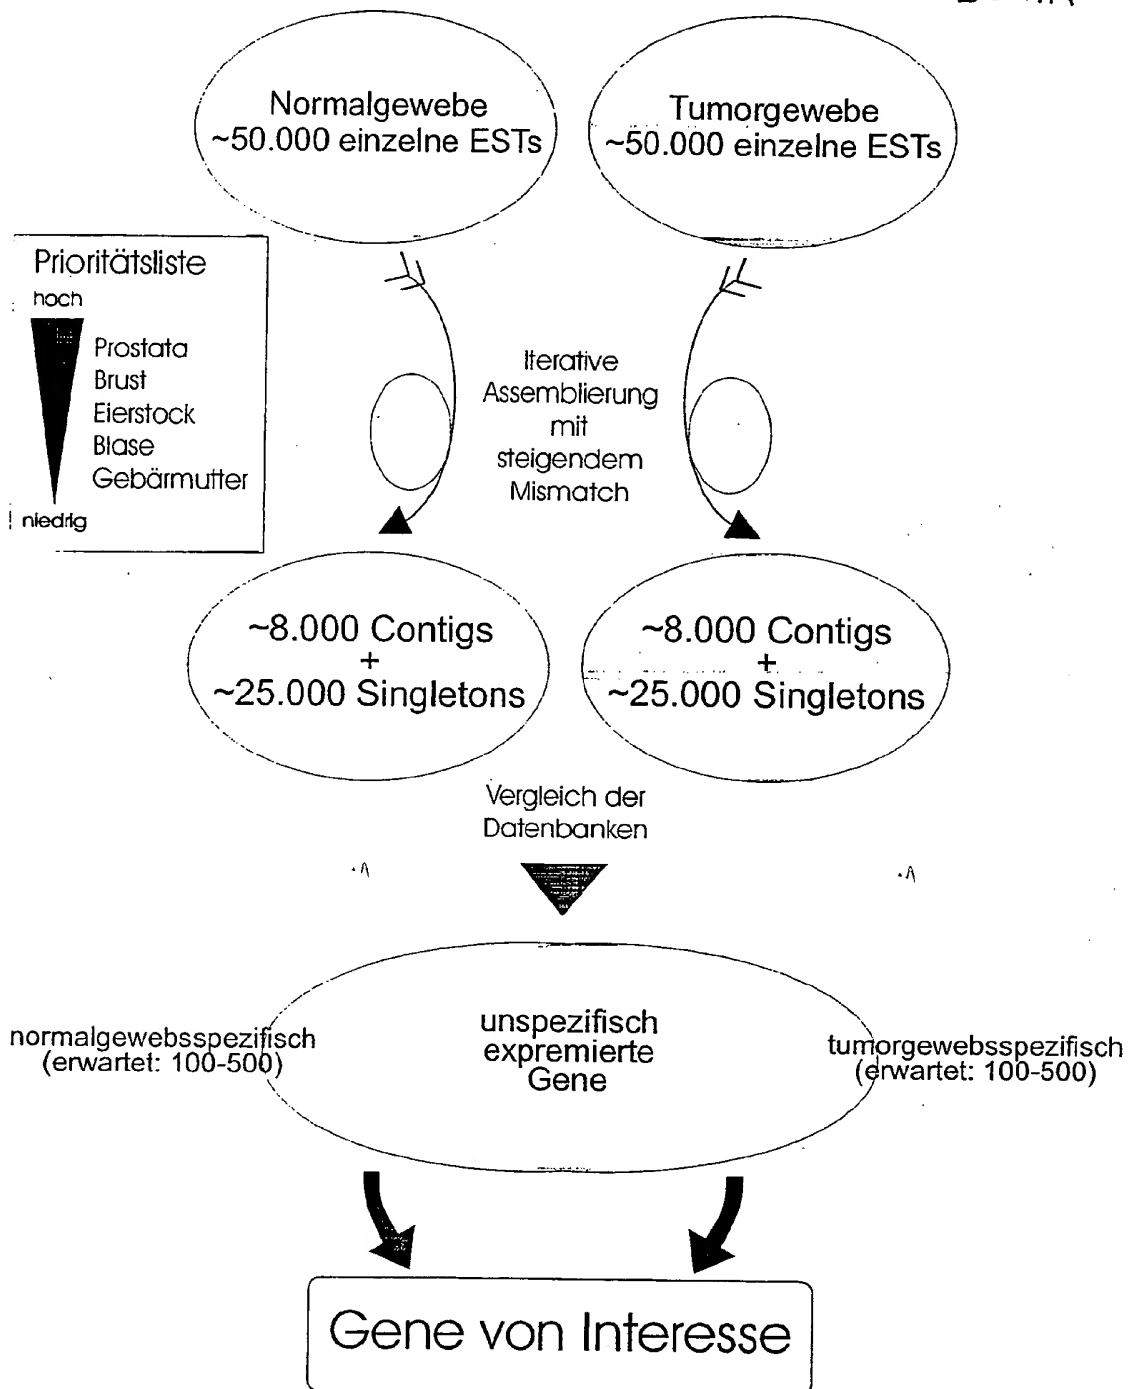 Normalgewebe
~50.000 einzelne ESTs
Tumorgewebe
~50.000 einzelne ESTs
Prioritätsliste
hoch
Prostata
Brust
Eierstock
Blase
Gebärmutter
niedrig
Iterative
Assemblierung
mit
steigendem
Mismatch
~8.000 Contigs
+
~25.000 Singletons
~8.000 Contigs
+
~25.000 Singletons
Vergleich der
Datenbanken
normalgewebsspezifisch
(erwartet: 100-500)
unspezifisch
expremierte
Gene
tumorgewebsspezifisch
(erwartet: 100-500)
Gene von Interesse